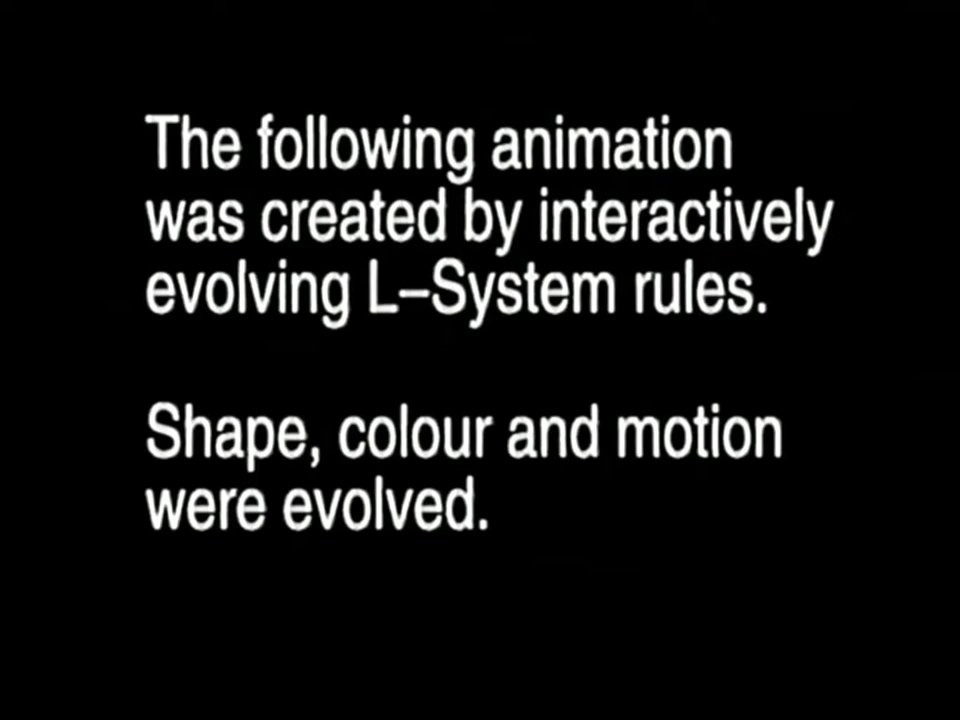 The following animation
was created by interactively
evolving L–System rules.
Shape, colour and motion
were evolved.